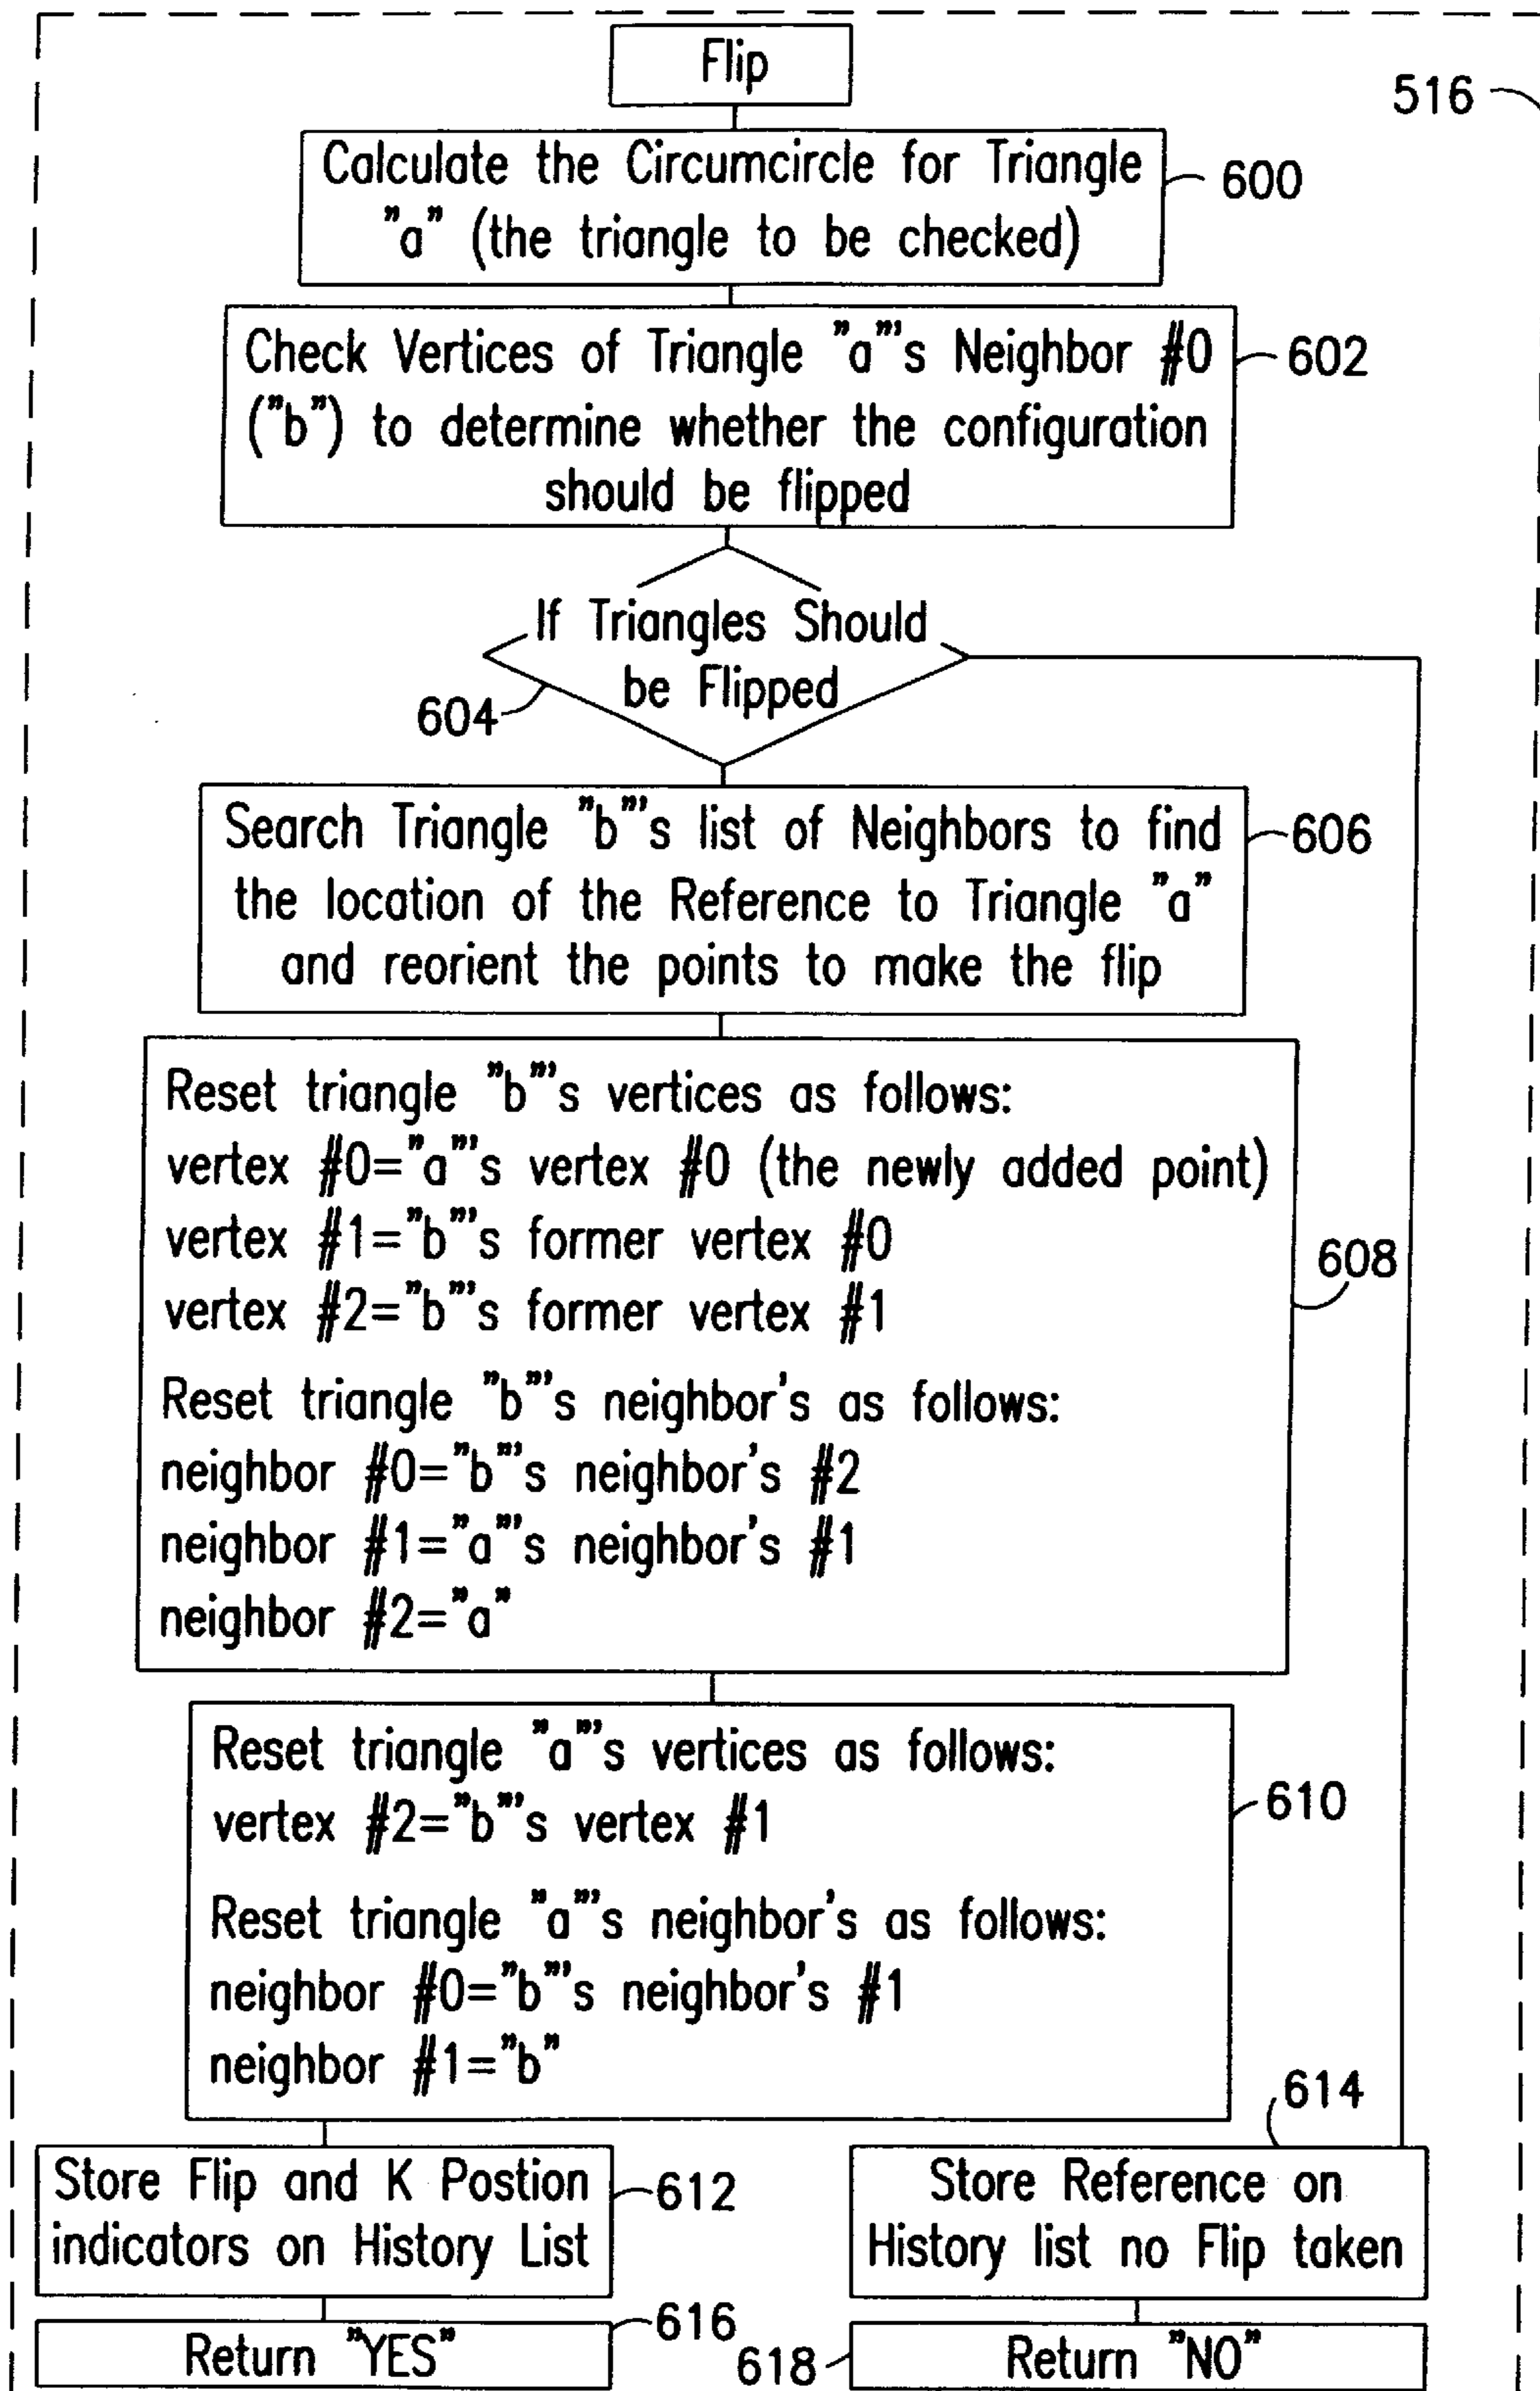 Flip
516
Calculate the Circumcircle for Triangle
"a" (the triangle to be checked)
600
Check Vertices of Triangle "a"'s Neighbor #0
("b") to determine whether the configuration
should be flipped
602
If Triangles Should
be Flipped
604
Search Triangle "b"'s list of Neighbors to find
the location of the Reference to Triangle "a"
and reorient the points to make the flip
606
Reset triangle "b"'s vertices as follows:
vertex #0="a"'s vertex #0 (the newly added point)
vertex #1="b"'s former vertex #0
vertex #2="b"'s former vertex #1
Reset triangle "b"'s neighbor's as follows:
neighbor #0="b"'s neighbor's #2
neighbor #1="a"'s neighbor's #1
neighbor #2="a"
608
Reset triangle "a"'s vertices as follows:
vertex #2="b"'s vertex #1
Reset triangle "a"'s neighbor's as follows:
neighbor #0="b"'s neighbor's #1
neighbor #1="b"
610
Store Flip and K Postion
indicators on History List
612
614
Store Reference on
History list no Flip taken
Return "YES"
616
618
Return "NO"